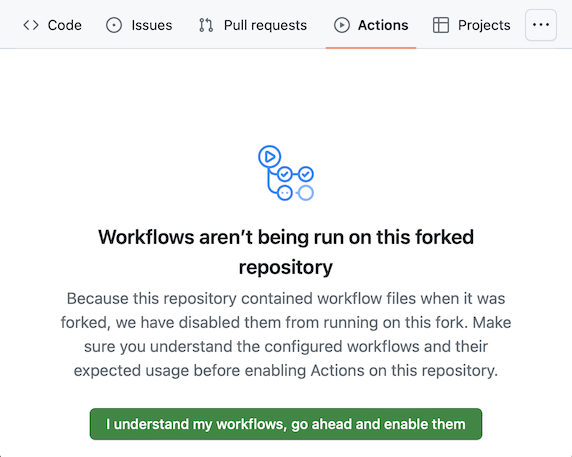 Code Issues Pull requests Actions Projects
Workflows aren’t being run on this forked
repository
Because this repository contained workflow files when it was
forked, we have disabled them from running on this fork. Make
sure you understand the configured workflows and their
expected usage before enabling Actions on this repository.
I understand my workflows, go ahead and enable them